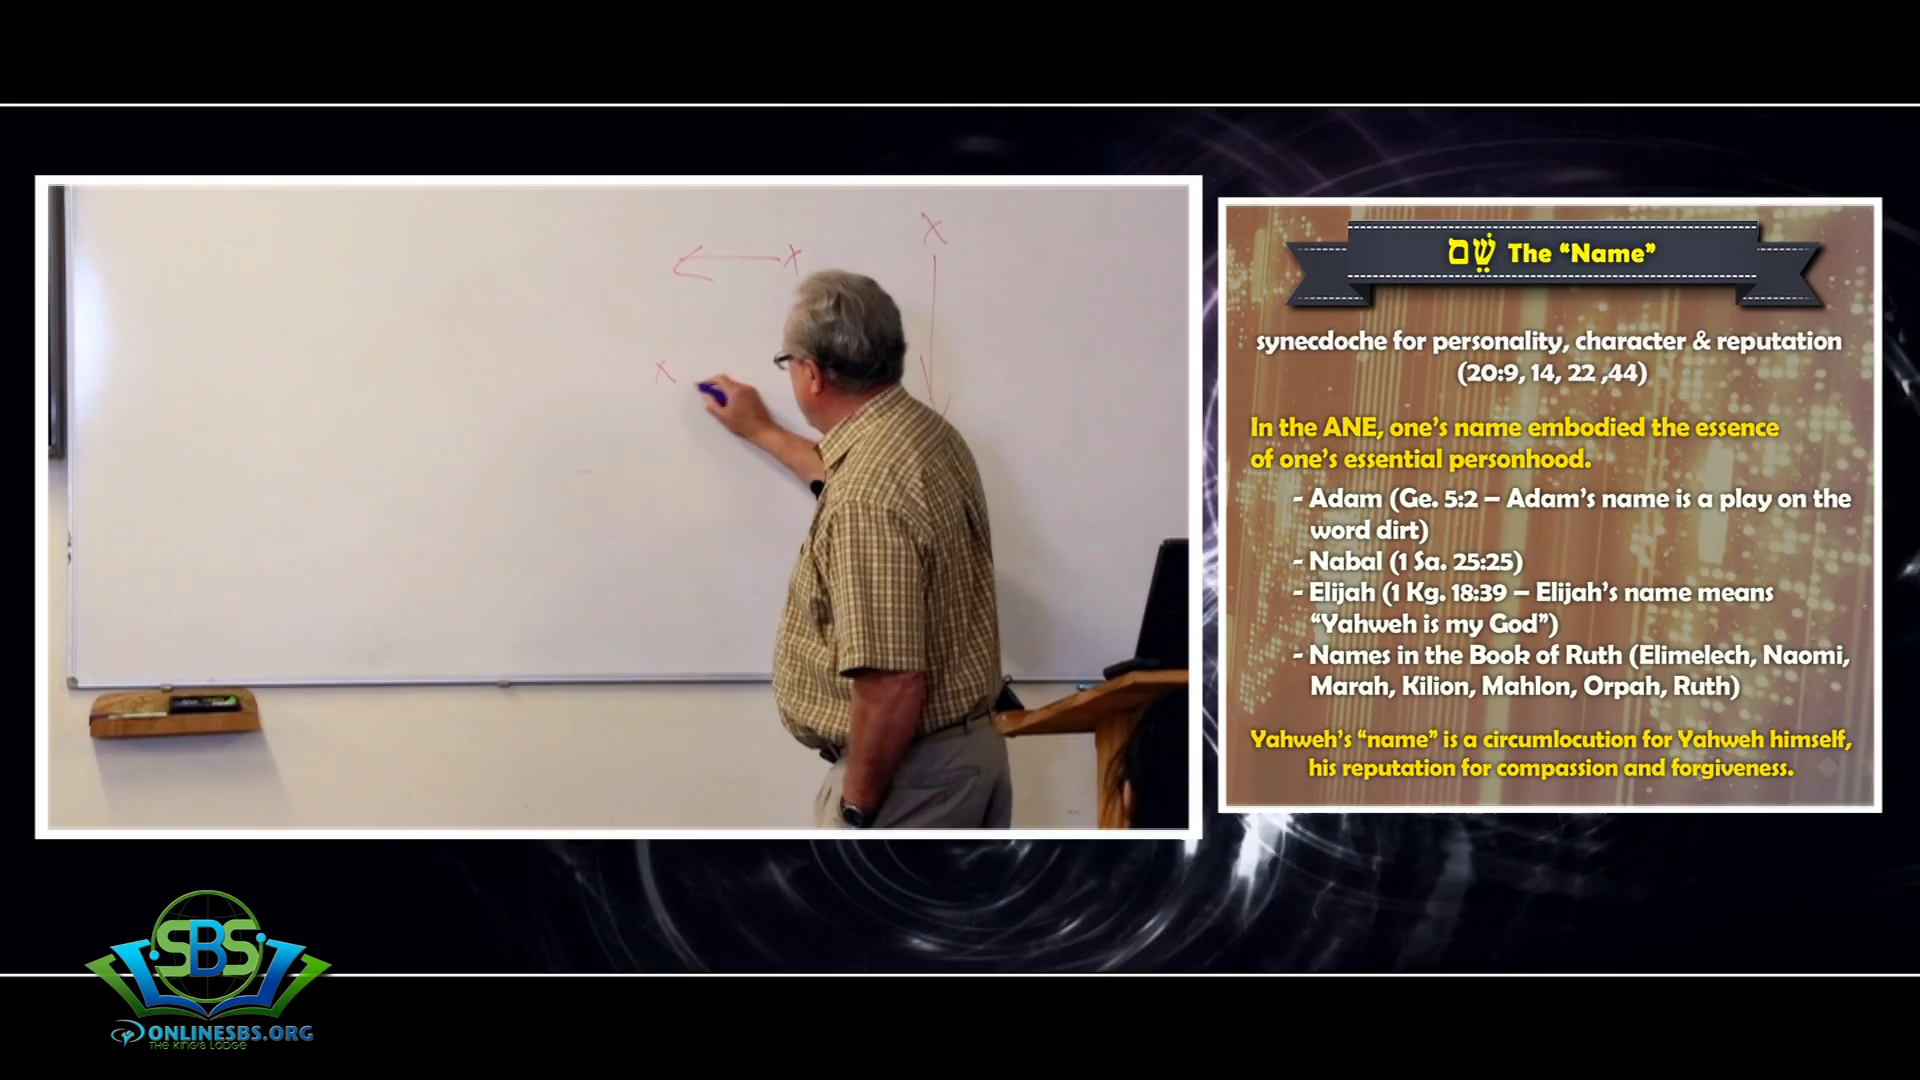 x
x
x
שֵׁם The “Name”
synecdoche for personality, character & reputation
(20:9, 14, 22 ,44)
In the ANE, one’s name embodied the essence
of one’s essential personhood.
- Adam (Ge. 5:2 – Adam’s name is a play on the
word dirt)
- Nabal (1 Sa. 25:25)
- Elijah (1 Kg. 18:39 – Elijah’s name means
“Yahweh is my God”)
- Names in the Book of Ruth (Elimelech, Naomi,
Marah, Kilion, Mahlon, Orpah, Ruth)
Yahweh’s “name” is a circumlocution for Yahweh himself,
his reputation for compassion and forgiveness.
SBS
ONLINESBS.ORG
THE KING'S LODGE